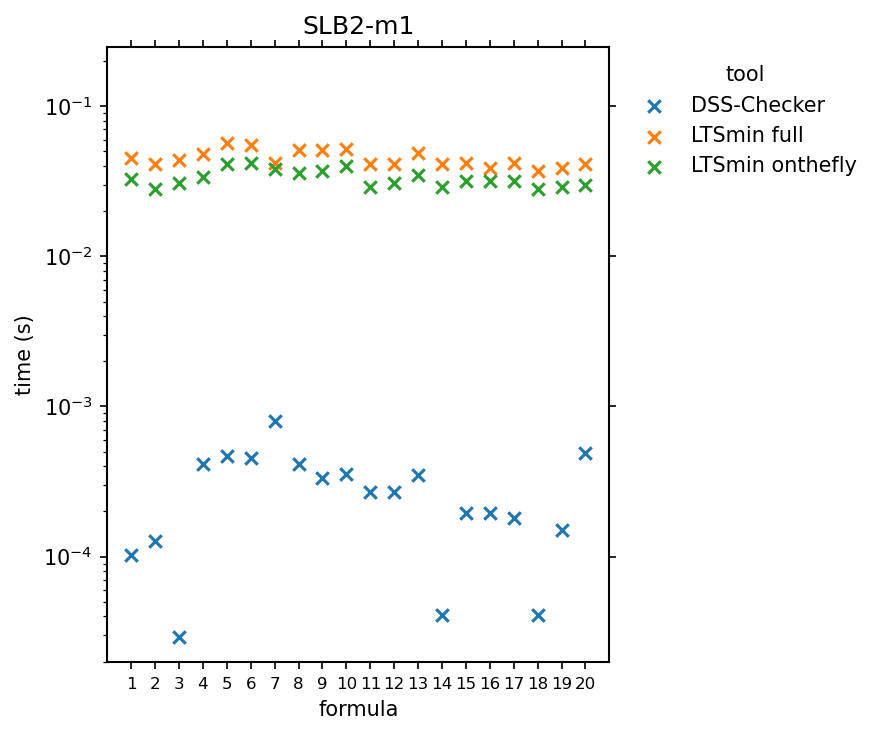 SLB2-m1
tool
DSS-Checker
LTSmin full
LTSmin onthefly
10⁻¹
10⁻²
10⁻³
10⁻⁴
time (s)
1 2 3 4 5 6 7 8 9 10 11 12 13 14 15 16 17 18 19 20
formula